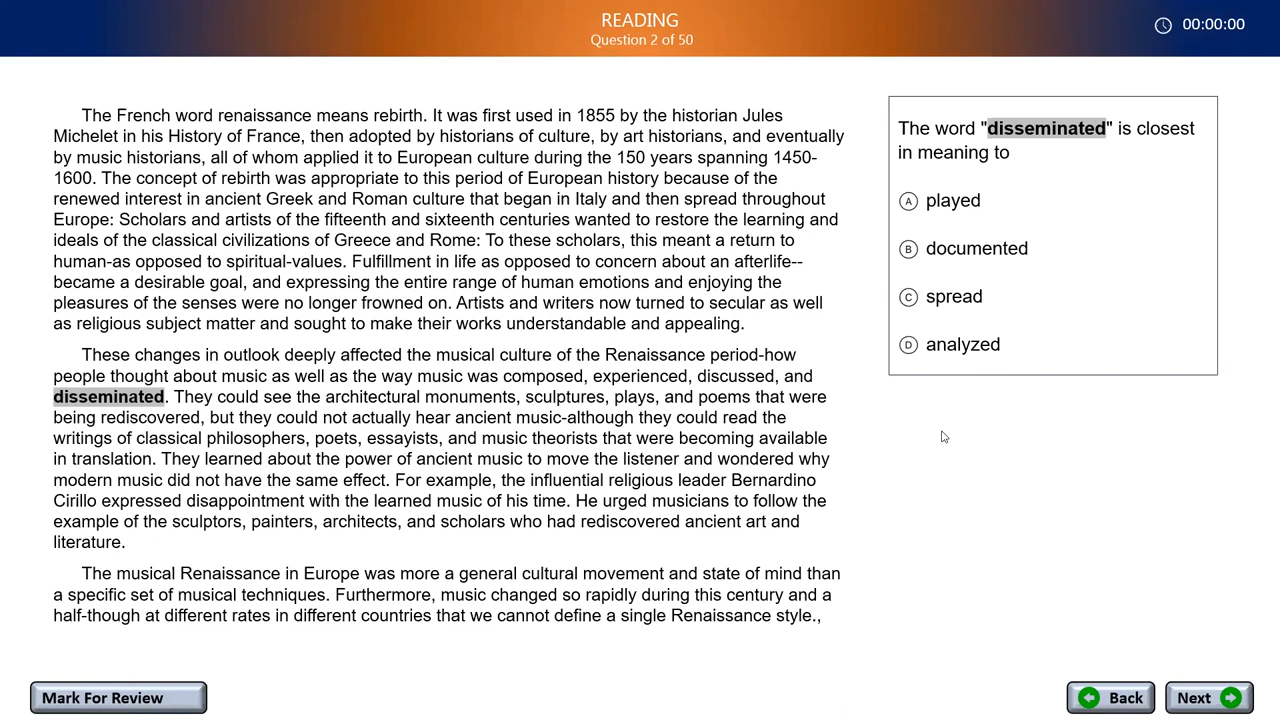 READING
Question 2 of 50
00:00:00
The French word renaissance means rebirth. It was first used in 1855 by the historian Jules
Michelet in his History of France, then adopted by historians of culture, by art historians, and eventually
by music historians, all of whom applied it to European culture during the 150 years spanning 1450-
1600. The concept of rebirth was appropriate to this period of European history because of the
renewed interest in ancient Greek and Roman culture that began in Italy and then spread throughout
Europe: Scholars and artists of the fifteenth and sixteenth centuries wanted to restore the learning and
ideals of the classical civilizations of Greece and Rome: To these scholars, this meant a return to
human-as opposed to spiritual-values. Fulfillment in life as opposed to concern about an afterlife--
became a desirable goal, and expressing the entire range of human emotions and enjoying the
pleasures of the senses were no longer frowned on. Artists and writers now turned to secular as well
as religious subject matter and sought to make their works understandable and appealing.
These changes in outlook deeply affected the musical culture of the Renaissance period-how
people thought about music as well as the way music was composed, experienced, discussed, and
disseminated. They could see the architectural monuments, sculptures, plays, and poems that were
being rediscovered, but they could not actually hear ancient music-although they could read the
writings of classical philosophers, poets, essayists, and music theorists that were becoming available
in translation. They learned about the power of ancient music to move the listener and wondered why
modern music did not have the same effect. For example, the influential religious leader Bernardino
Cirillo expressed disappointment with the learned music of his time. He urged musicians to follow the
example of the sculptors, painters, architects, and scholars who had rediscovered ancient art and
literature.
The musical Renaissance in Europe was more a general cultural movement and state of mind than
a specific set of musical techniques. Furthermore, music changed so rapidly during this century and a
half-though at different rates in different countries that we cannot define a single Renaissance style.,
The word "disseminated" is closest
in meaning to
A played
B documented
C spread
D analyzed
Mark For Review
Back
Next